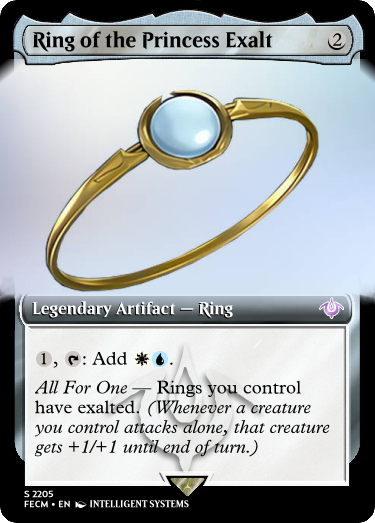 Ring of the Princess Exalt 2
Legendary Artifact — Ring
1, : Add .
All For One — Rings you control
have exalted. (Whenever a creature
you control attacks alone, that creature
gets +1/+1 until end of turn.)
S 2205
FECM • EN INTELLIGENT SYSTEMS